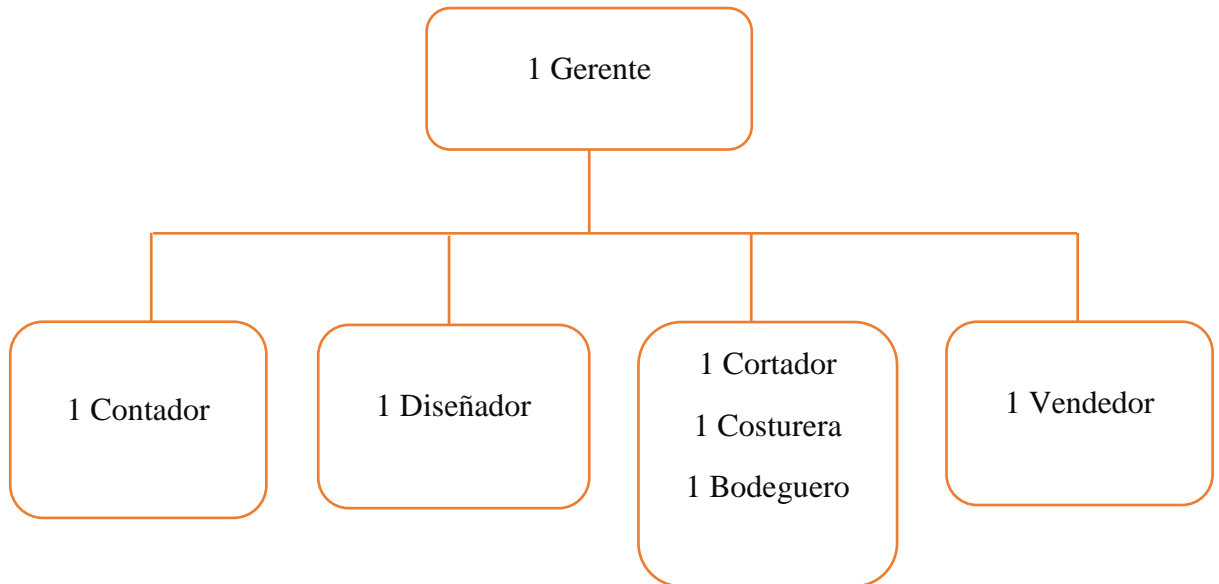 1 Gerente
1 Contador
1 Diseñador
1 Cortador
1 Costurera
1 Bodeguero
1 Vendedor